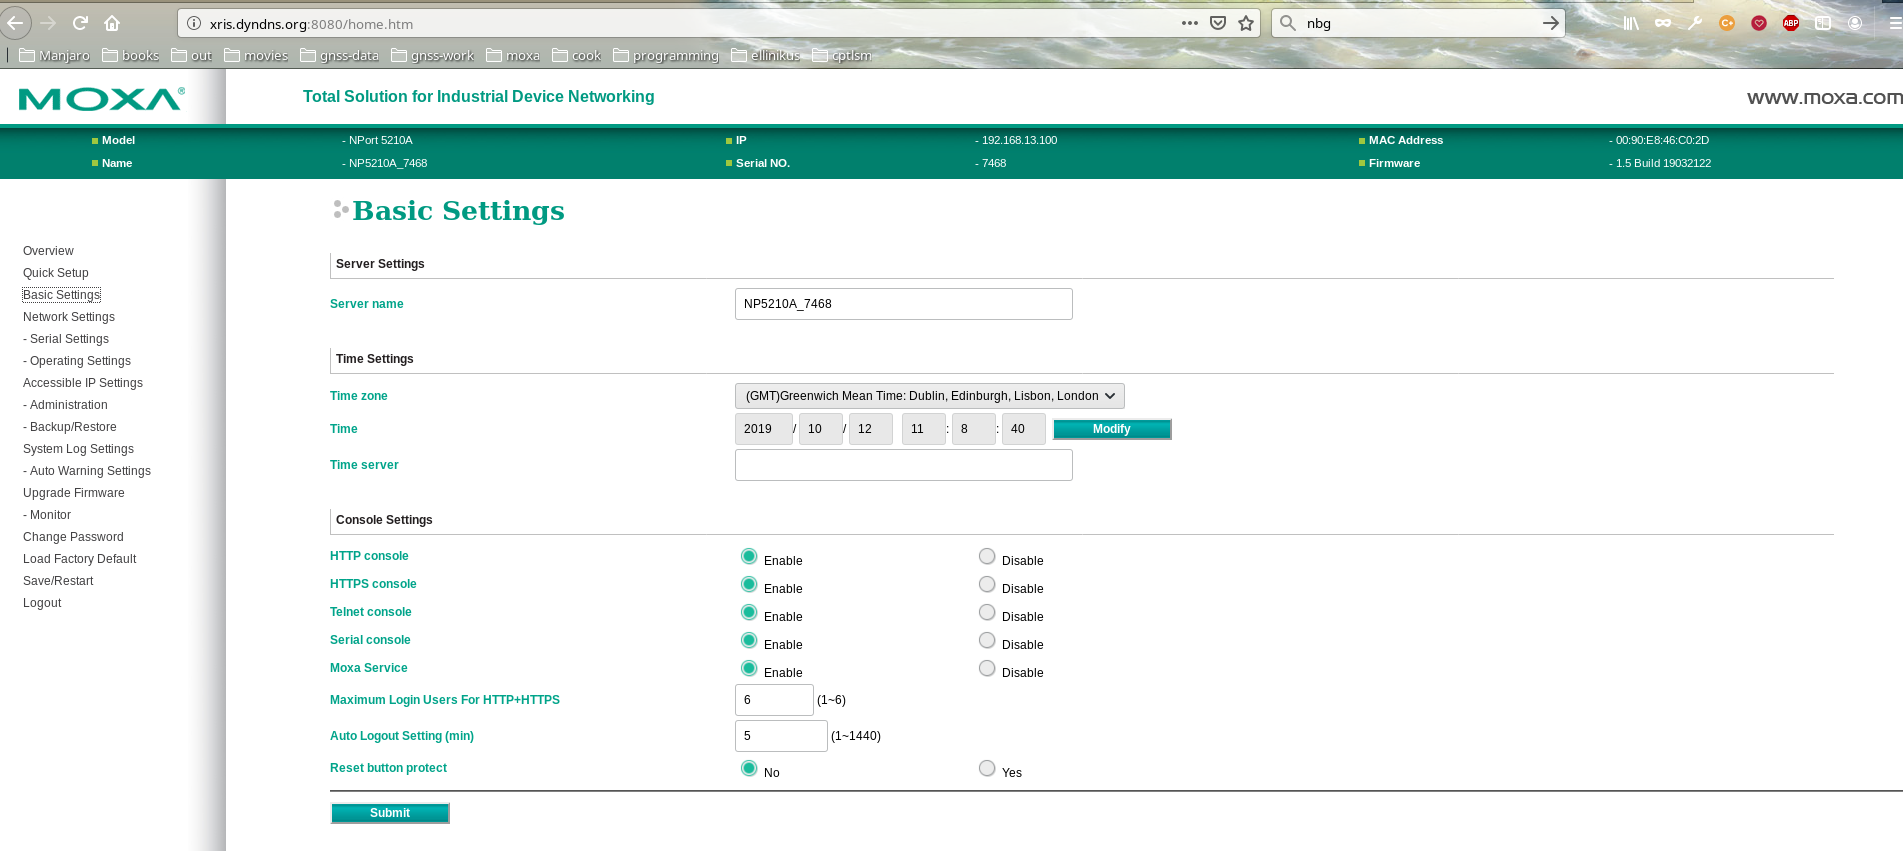 xris.dyndns.org:8080/home.htm
nbg
Manjaro books out movies gnss-data gnss-work moxa cook programming ellinikus cptlsm
MOXA®
Total Solution for Industrial Device Networking
www.moxa.com
Model - NPort 5210A IP - 192.168.13.100 MAC Address - 00:90:E8:46:C0:2D
Name - NP5210A_7468 Serial NO. - 7468 Firmware - 1.5 Build 19032122
Overview
Quick Setup
Basic Settings
Network Settings
- Serial Settings
- Operating Settings
Accessible IP Settings
- Administration
- Backup/Restore
System Log Settings
- Auto Warning Settings
Upgrade Firmware
- Monitor
Change Password
Load Factory Default
Save/Restart
Logout
Basic Settings
Server Settings
Server name NP5210A_7468
Time Settings
Time zone (GMT)Greenwich Mean Time: Dublin, Edinburgh, Lisbon, London
Time 2019 / 10 / 12 11 : 8 : 40 Modify
Time server
Console Settings
HTTP console Enable Disable
HTTPS console Enable Disable
Telnet console Enable Disable
Serial console Enable Disable
Moxa Service Enable Disable
Maximum Login Users For HTTP+HTTPS 6 (1~6)
Auto Logout Setting (min) 5 (1~1440)
Reset button protect No Yes
Submit